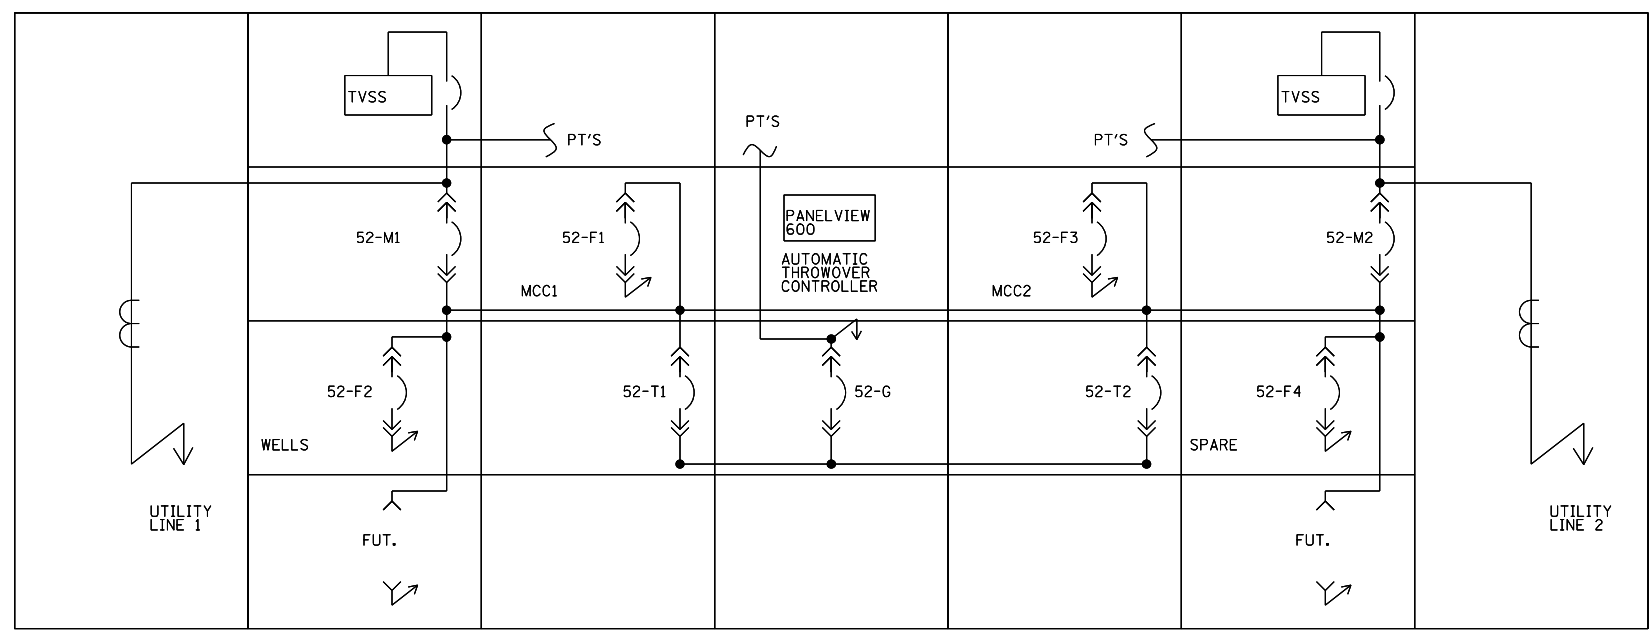 TVSS
TVSS
PT'S
PT'S
PT'S
PANELVIEW
600
52-M1
52-F1
52-F3
52-M2
AUTOMATIC
THROWOVER
CONTROLLER
MCC1
MCC2
52-F2
52-T1
52-G
52-T2
52-F4
WELLS
SPARE
UTILITY
LINE 1
UTILITY
LINE 2
FUT.
FUT.